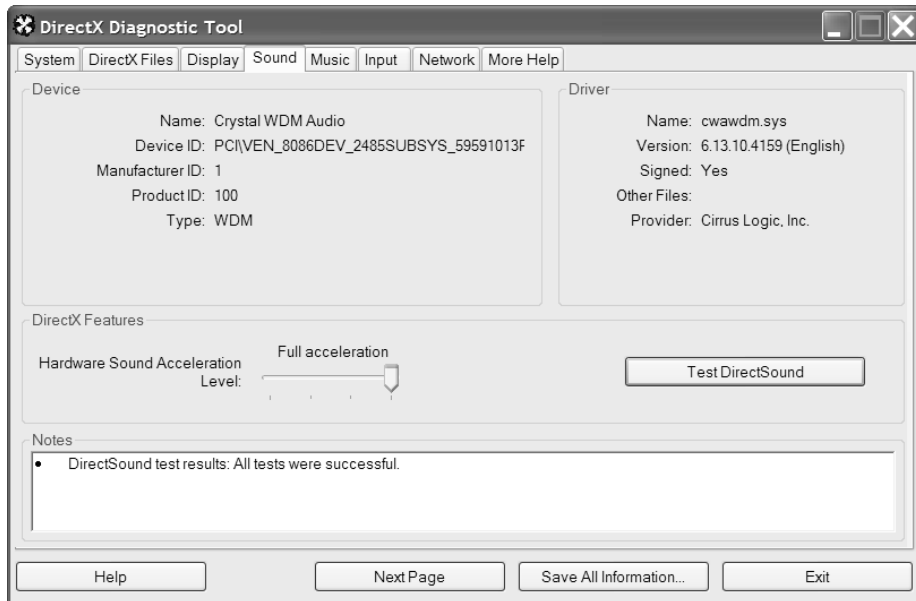 DirectX Diagnostic Tool
System DirectX Files Display Sound Music Input Network More Help
Device
Name: Crystal WDM Audio
Device ID: PCI\VEN_8086DEV_2485SUBSYS_59591013F
Manufacturer ID: 1
Product ID: 100
Type: WDM
Driver
Name: cwawdm.sys
Version: 6.13.10.4159 (English)
Signed: Yes
Other Files:
Provider: Cirrus Logic, Inc.
DirectX Features
Hardware Sound Acceleration
Level:
Full acceleration
Test DirectSound
Notes
• DirectSound test results: All tests were successful.
Help Next Page Save All Information... Exit